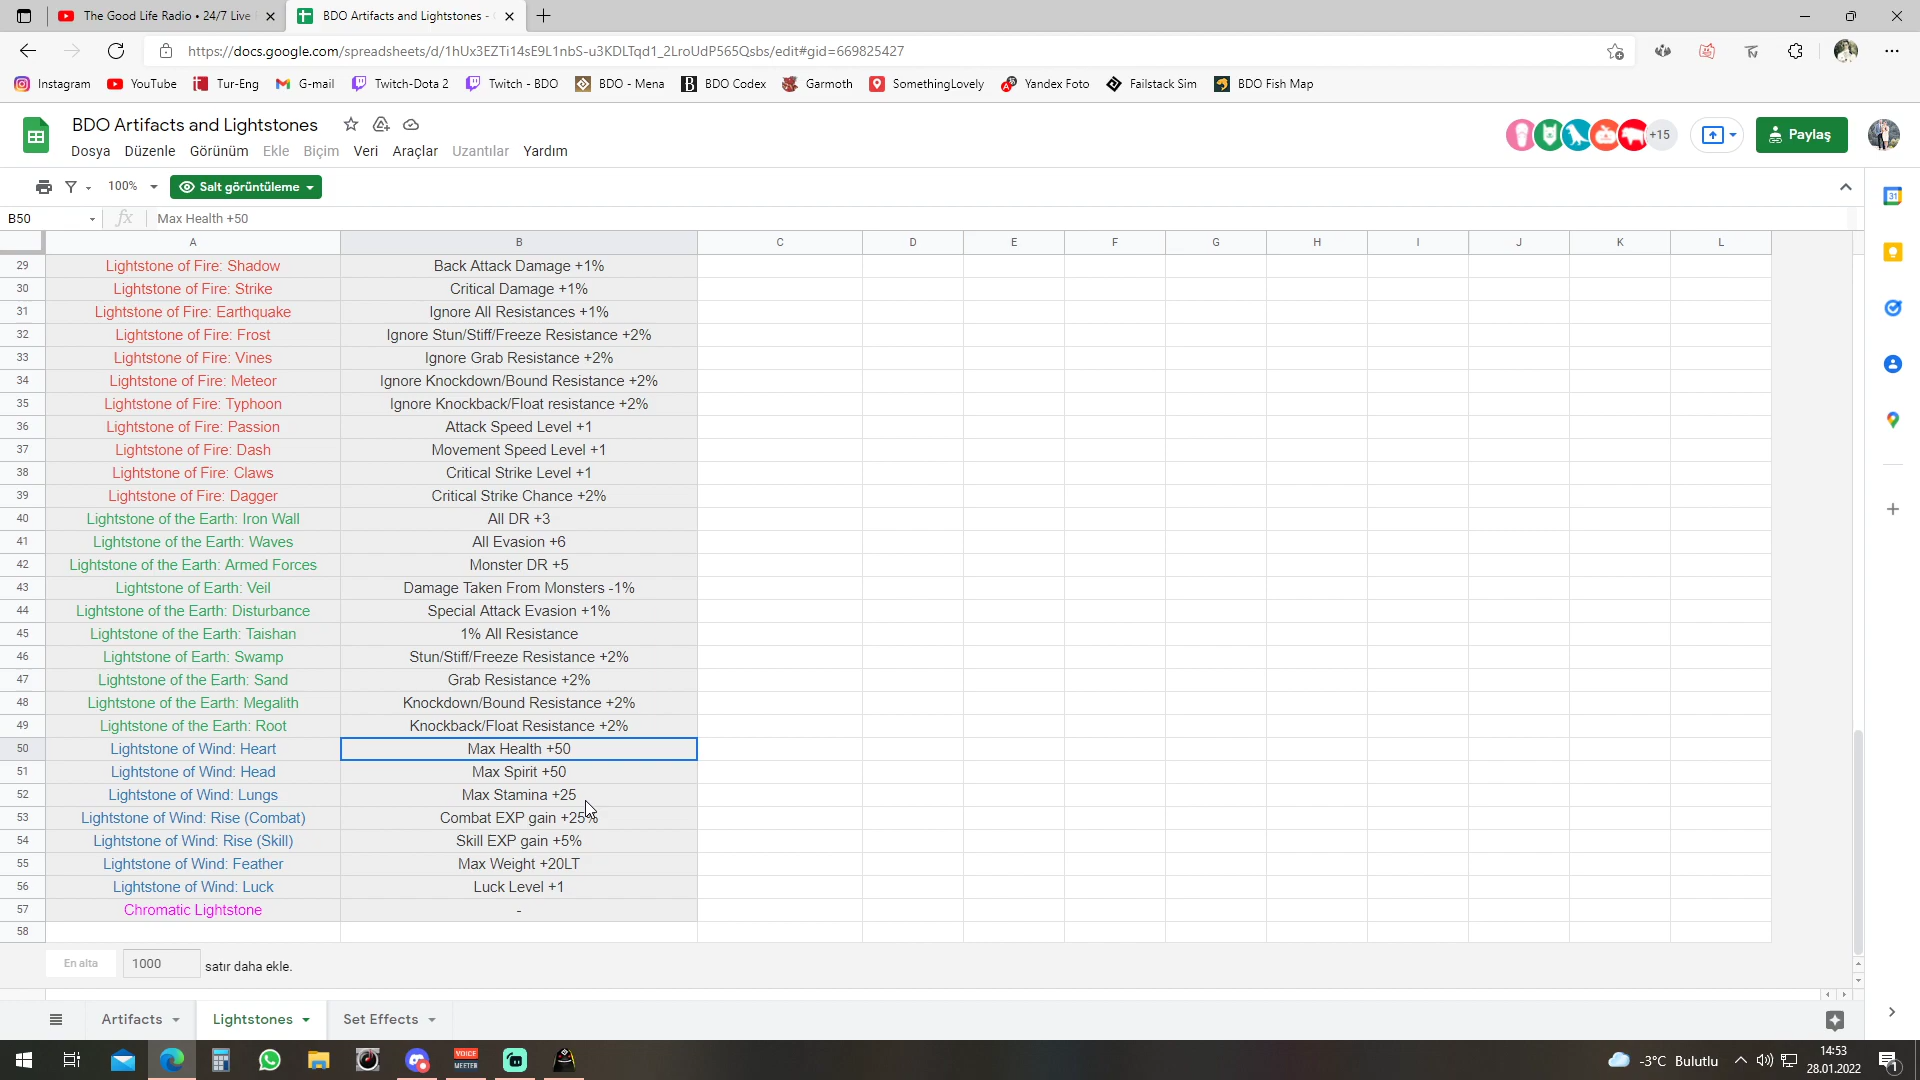 The Good Life Radio • 24/7 Live
BDO Artifacts and Lightstones -
https://docs.google.com/spreadsheets/d/1hUx3EZTi14sE9L1nbS-u3KDLTqd1_2LroUdP565Qsbs/edit#gid=669825427
Instagram YouTube Tur-Eng G-mail Twitch-Dota 2 Twitch - BDO BDO - Mena BDO Codex Garmoth SomethingLovely Yandex Foto Failstack Sim BDO Fish Map
BDO Artifacts and Lightstones
+15
Paylaş
Dosya Düzenle Görünüm Ekle Biçim Veri Araçlar Uzantılar Yardım
100% Salt görüntüleme
B50 fx Max Health +50
A B C D E F G H I J K L
29 Lightstone of Fire: Shadow Back Attack Damage +1%
30 Lightstone of Fire: Strike Critical Damage +1%
31 Lightstone of Fire: Earthquake Ignore All Resistances +1%
32 Lightstone of Fire: Frost Ignore Stun/Stiff/Freeze Resistance +2%
33 Lightstone of Fire: Vines Ignore Grab Resistance +2%
34 Lightstone of Fire: Meteor Ignore Knockdown/Bound Resistance +2%
35 Lightstone of Fire: Typhoon Ignore Knockback/Float resistance +2%
36 Lightstone of Fire: Passion Attack Speed Level +1
37 Lightstone of Fire: Dash Movement Speed Level +1
38 Lightstone of Fire: Claws Critical Strike Level +1
39 Lightstone of Fire: Dagger Critical Strike Chance +2%
40 Lightstone of the Earth: Iron Wall All DR +3
41 Lightstone of the Earth: Waves All Evasion +6
42 Lightstone of the Earth: Armed Forces Monster DR +5
43 Lightstone of Earth: Veil Damage Taken From Monsters -1%
44 Lightstone of the Earth: Disturbance Special Attack Evasion +1%
45 Lightstone of the Earth: Taishan 1% All Resistance
46 Lightstone of Earth: Swamp Stun/Stiff/Freeze Resistance +2%
47 Lightstone of the Earth: Sand Grab Resistance +2%
48 Lightstone of the Earth: Megalith Knockdown/Bound Resistance +2%
49 Lightstone of the Earth: Root Knockback/Float Resistance +2%
50 Lightstone of Wind: Heart Max Health +50
51 Lightstone of Wind: Head Max Spirit +50
52 Lightstone of Wind: Lungs Max Stamina +25
53 Lightstone of Wind: Rise (Combat) Combat EXP gain +25%
54 Lightstone of Wind: Rise (Skill) Skill EXP gain +5%
55 Lightstone of Wind: Feather Max Weight +20LT
56 Lightstone of Wind: Luck Luck Level +1
57 Chromatic Lightstone -
58
En alta 1000 satır daha ekle.
Artifacts Lightstones Set Effects
31
VOICE MEETER
-3°C Bulutlu
14:53
28.01.2022
1